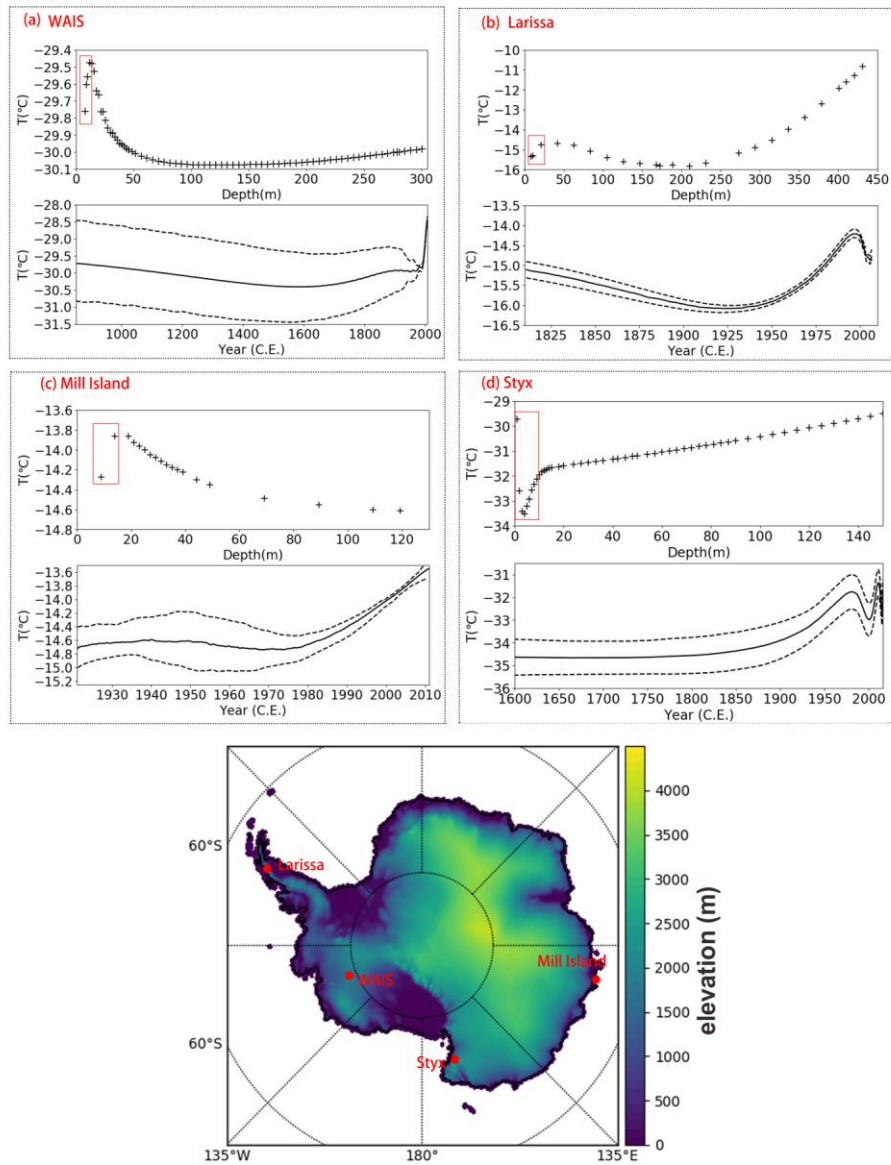 (a) WAIS
−29.4
−29.5
−29.6
−29.7
−29.8
−29.9
−30.0
−30.1
T(°C)
0 50 100 150 200 250 300
Depth(m)
−28.0
−28.5
−29.0
−29.5
−30.0
−30.5
−31.0
−31.5
T(°C)
1000 1200 1400 1600 1800 2000
Year (C.E.)
(b) Larissa
−10
−11
−12
−13
−14
−15
−16
T(°C)
0 50 100 150 200 250 300 350 400 450
Depth(m)
−13.5
−14.0
−14.5
−15.0
−15.5
−16.0
−16.5
T(°C)
1825 1850 1875 1900 1925 1950 1975 2000
Year (C.E.)
(c) Mill Island
−13.6
−13.8
−14.0
−14.2
−14.4
−14.6
−14.8
T(°C)
0 20 40 60 80 100 120
Depth(m)
−13.6
−13.8
−14.0
−14.2
−14.4
−14.6
−14.8
−15.0
−15.2
T(°C)
1930 1940 1950 1960 1970 1980 1990 2000 2010
Year (C.E.)
(d) Styx
−29
−30
−31
−32
−33
−34
T(°C)
0 20 40 60 80 100 120 140
Depth(m)
−31
−32
−33
−34
−35
−36
T(°C)
1600 1650 1700 1750 1800 1850 1900 1950 2000
Year (C.E.)
60°S
Larissa
WAIS
Mill Island
60°S
Styx
135°W 180° 135°E
4000
3500
3000
2500
2000
1500
1000
500
0
elevation (m)